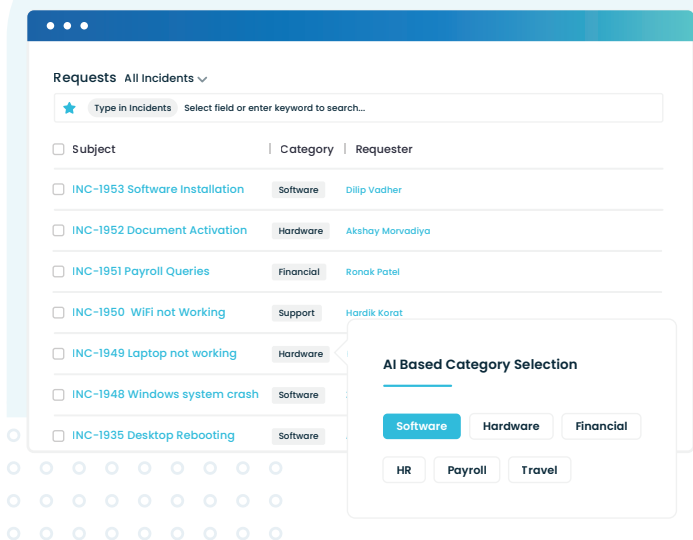 Requests All Incidents
Type in Incidents Select field or enter keyword to search...
Subject Category Requester
INC-1953 Software Installation Software Dilip Vadher
INC-1952 Document Activation Hardware Akshay Morvadiya
INC-1951 Payroll Queries Financial Ronak Patel
INC-1950 WiFi not Working Support Hardik Korat
INC-1949 Laptop not working Hardware
INC-1948 Windows system crash Software
INC-1935 Desktop Rebooting Software
AI Based Category Selection
Software Hardware Financial
HR Payroll Travel